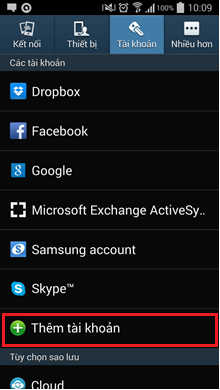 100% 10:09
Kết nối Thiết bị Tài khoản Nhiều hơn
Các tài khoản
Dropbox
Facebook
Google
Microsoft Exchange ActiveSy..
Samsung account
Skype™
Thêm tài khoản
Tùy chọn sao lưu
Cloud